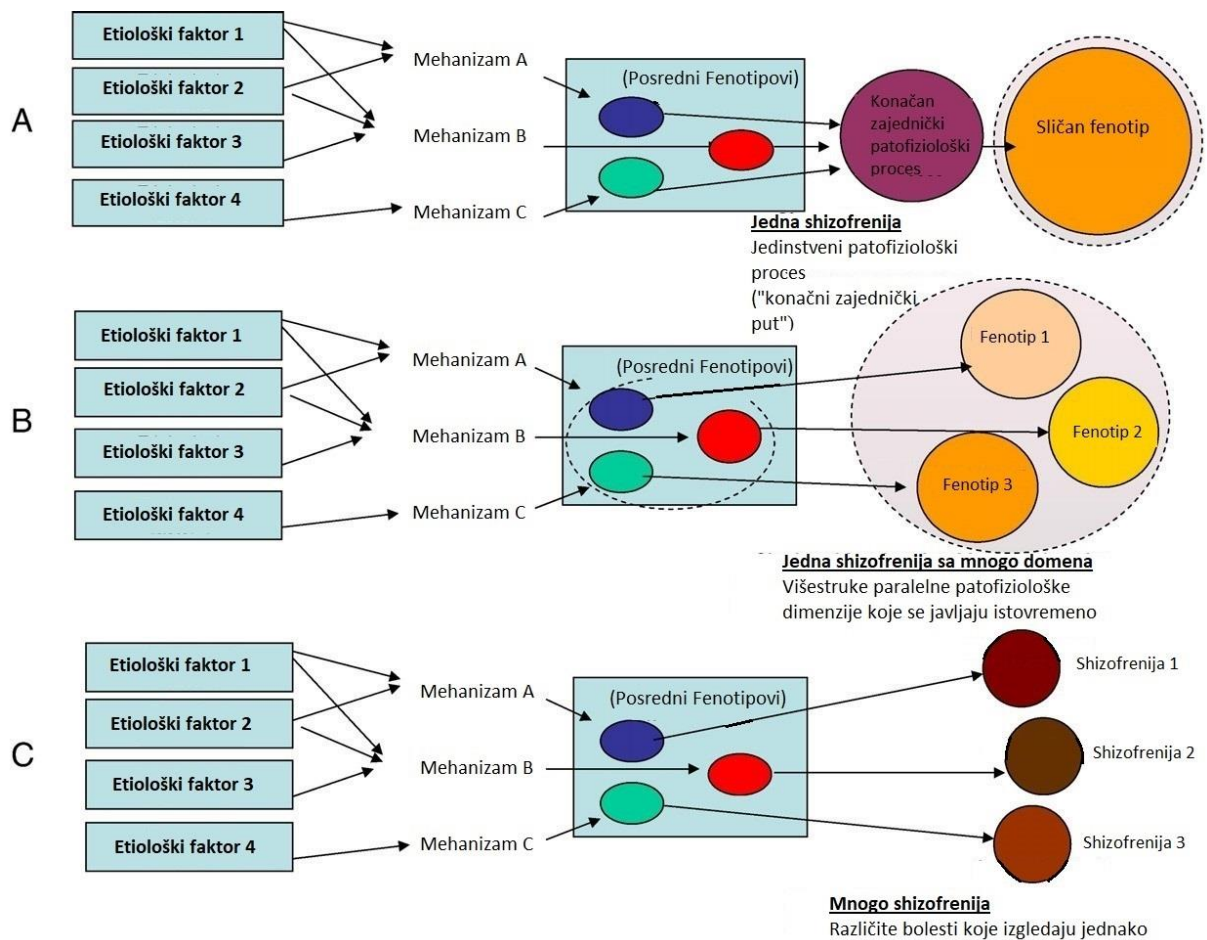 A
Etiološki faktor 1
Etiološki faktor 2
Etiološki faktor 3
Etiološki faktor 4
Mehanizam A
Mehanizam B
Mehanizam C
(Posredni Fenotipovi)
Konačan
zajednički
patofiziološki
proces
Sličan fenotip
Jedna shizofrenija
Jedinstveni patofiziološki
proces
("konačni zajednički
put")
B
Etiološki faktor 1
Etiološki faktor 2
Etiološki faktor 3
Etiološki faktor 4
Mehanizam A
Mehanizam B
Mehanizam C
(Posredni Fenotipovi)
Fenotip 1
Fenotip 2
Fenotip 3
Jedna shizofrenija sa mnogo domena
Višestruke paralelne patofiziološke
dimenzije koje se javljaju istovremeno
C
Etiološki faktor 1
Etiološki faktor 2
Etiološki faktor 3
Etiološki faktor 4
Mehanizam A
Mehanizam B
Mehanizam C
(Posredni Fenotipovi)
Shizofrenija 1
Shizofrenija 2
Shizofrenija 3
Mnogo shizofrenija
Različite bolesti koje izgledaju jednako